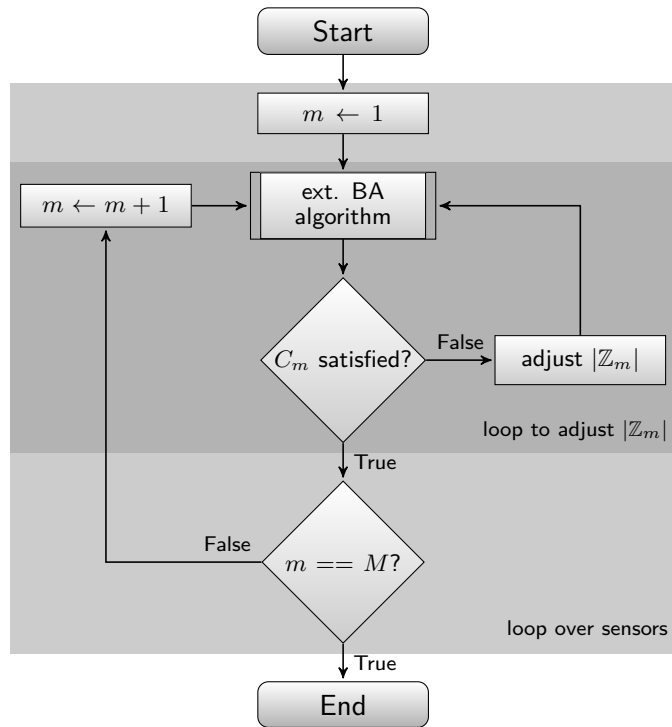 Start
m ← 1
m ← m + 1
ext. BA
algorithm
C_m satisfied?
False
adjust |ℤ_m|
loop to adjust |ℤ_m|
True
False
m == M?
loop over sensors
True
End